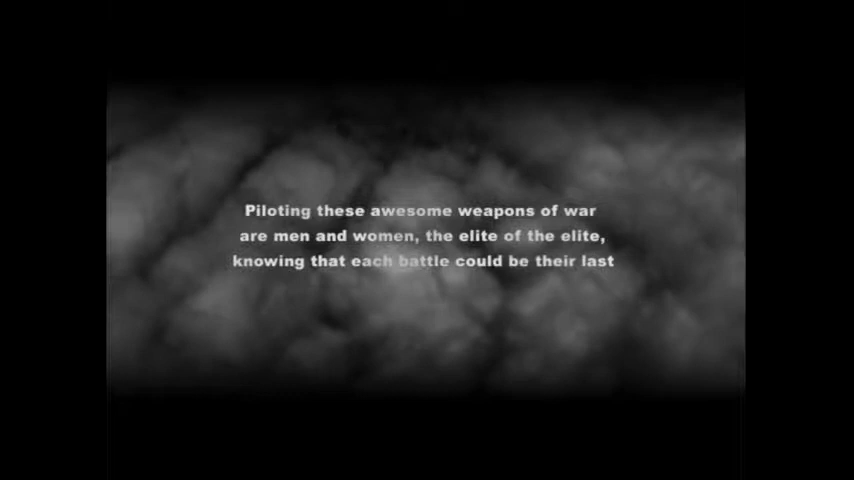 Piloting these awesome weapons of war
are men and women, the elite of the elite,
knowing that each battle could be their last